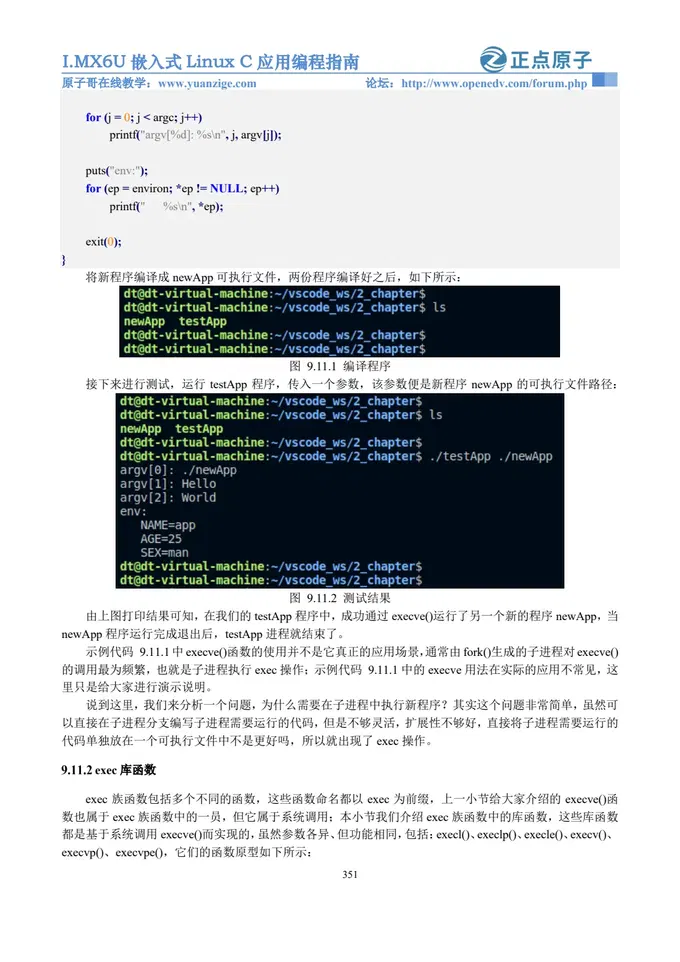 I.MX6U 嵌入式 Linux C 应用编程指南
正点原子
原子哥在线教学：www.yuanzige.com 论坛：http://www.openedv.com/forum.php
for (j = 0; j < argc; j++)
printf("argv[%d]: %s\n", j, argv[j]);
puts("env:");
for (ep = environ; *ep != NULL; ep++)
printf("    %s\n", *ep);
exit(0);
}
将新程序编译成 newApp 可执行文件，两份程序编译好之后，如下所示：
dt@dt-virtual-machine:~/vscode_ws/2_chapter$
dt@dt-virtual-machine:~/vscode_ws/2_chapter$ ls
newApp testApp
dt@dt-virtual-machine:~/vscode_ws/2_chapter$
dt@dt-virtual-machine:~/vscode_ws/2_chapter$
图 9.11.1 编译程序
接下来进行测试，运行 testApp 程序，传入一个参数，该参数便是新程序 newApp 的可执行文件路径：
dt@dt-virtual-machine:~/vscode_ws/2_chapter$
dt@dt-virtual-machine:~/vscode_ws/2_chapter$ ls
newApp testApp
dt@dt-virtual-machine:~/vscode_ws/2_chapter$
dt@dt-virtual-machine:~/vscode_ws/2_chapter$ ./testApp ./newApp
argv[0]: ./newApp
argv[1]: Hello
argv[2]: World
env:
NAME=app
AGE=25
SEX=man
dt@dt-virtual-machine:~/vscode_ws/2_chapter$
dt@dt-virtual-machine:~/vscode_ws/2_chapter$
图 9.11.2 测试结果
由上图打印结果可知，在我们的 testApp 程序中，成功通过 execve()运行了另一个新的程序 newApp，当
newApp 程序运行完成退出后，testApp 进程就结束了。
示例代码 9.11.1 中 execve()函数的使用并不是它真正的应用场景，通常由 fork()生成的子进程对 execve()
的调用最为频繁，也就是子进程执行 exec 操作；示例代码 9.11.1 中的 execve 用法在实际的应用不常见，这
里只是给大家进行演示说明。
说到这里，我们来分析一个问题，为什么需要在子进程中执行新程序？其实这个问题非常简单，虽然可
以直接在子进程分支编写子进程需要运行的代码，但是不够灵活，扩展性不够好，直接将子进程需要运行的
代码单独放在一个可执行文件中不是更好吗，所以就出现了 exec 操作。
9.11.2 exec 库函数
exec 族函数包括多个不同的函数，这些函数命名都以 exec 为前缀，上一小节给大家介绍的 execve()函
数也属于 exec 族函数中的一员，但它属于系统调用；本小节我们介绍 exec 族函数中的库函数，这些库函数
都是基于系统调用 execve()而实现的，虽然参数各异、但功能相同，包括：execl()、execlp()、execle()、execv()、
execvp()、execvpe()，它们的函数原型如下所示：
351